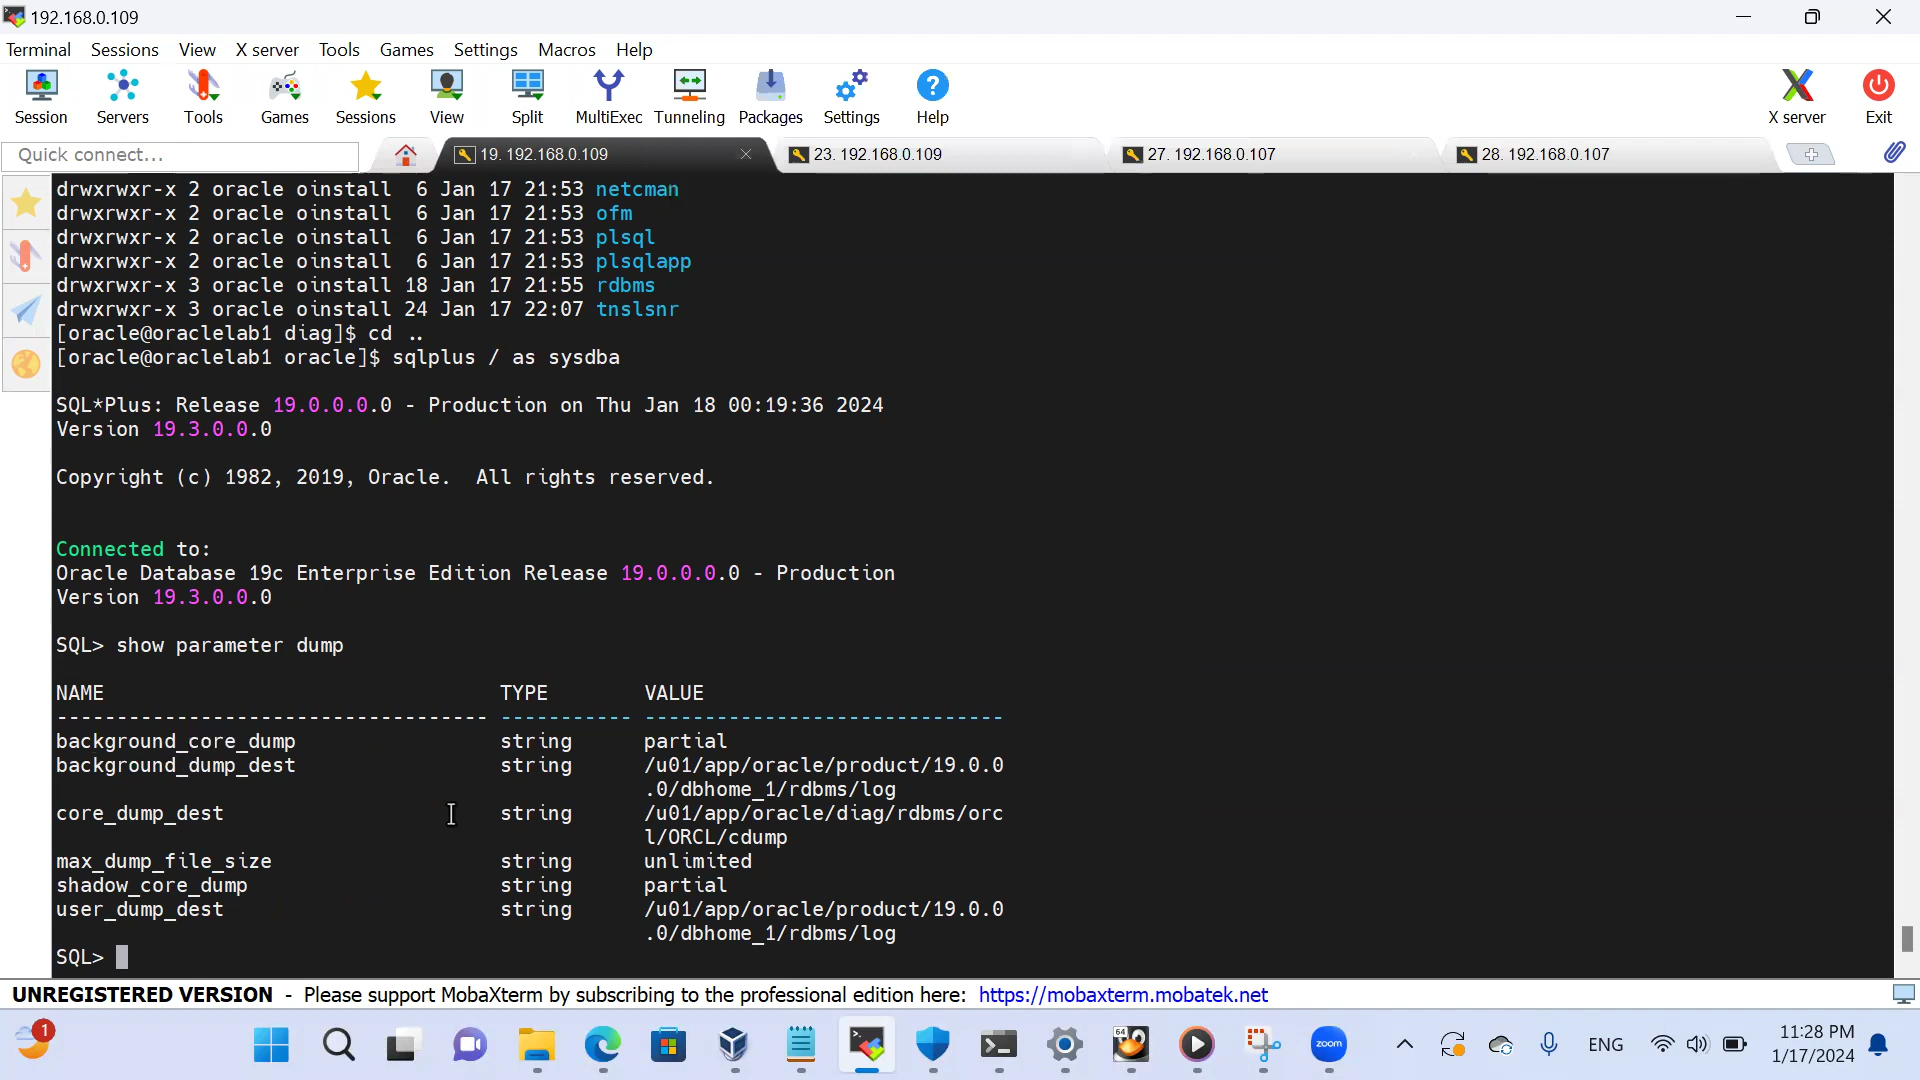 192.168.0.109
Terminal Sessions View X server Tools Games Settings Macros Help
Session Servers Tools Games Sessions View Split MultiExec Tunneling Packages Settings Help X server Exit
Quick connect... 19. 192.168.0.109 23. 192.168.0.109 27. 192.168.0.107 28. 192.168.0.107
drwxrwxr-x 2 oracle oinstall  6 Jan 17 21:53 netcman
drwxrwxr-x 2 oracle oinstall  6 Jan 17 21:53 ofm
drwxrwxr-x 2 oracle oinstall  6 Jan 17 21:53 plsql
drwxrwxr-x 2 oracle oinstall  6 Jan 17 21:53 plsqlapp
drwxrwxr-x 3 oracle oinstall 18 Jan 17 21:55 rdbms
drwxrwxr-x 3 oracle oinstall 24 Jan 17 22:07 tnslsnr
[oracle@oraclelab1 diag]$ cd ..
[oracle@oraclelab1 oracle]$ sqlplus / as sysdba
SQL*Plus: Release 19.0.0.0.0 - Production on Thu Jan 18 00:19:36 2024
Version 19.3.0.0.0
Copyright (c) 1982, 2019, Oracle.  All rights reserved.
Connected to:
Oracle Database 19c Enterprise Edition Release 19.0.0.0.0 - Production
Version 19.3.0.0.0
SQL> show parameter dump
NAME TYPE VALUE
------------------------------------ ----------- ------------------------------
background_core_dump string partial
background_dump_dest string /u01/app/oracle/product/19.0.0
.0/dbhome_1/rdbms/log
core_dump_dest string /u01/app/oracle/diag/rdbms/orc
l/ORCL/cdump
max_dump_file_size string unlimited
shadow_core_dump string partial
user_dump_dest string /u01/app/oracle/product/19.0.0
.0/dbhome_1/rdbms/log
SQL>
UNREGISTERED VERSION - Please support MobaXterm by subscribing to the professional edition here: https://mobaxterm.mobatek.net
1 64 zoom ENG 11:28 PM
1/17/2024